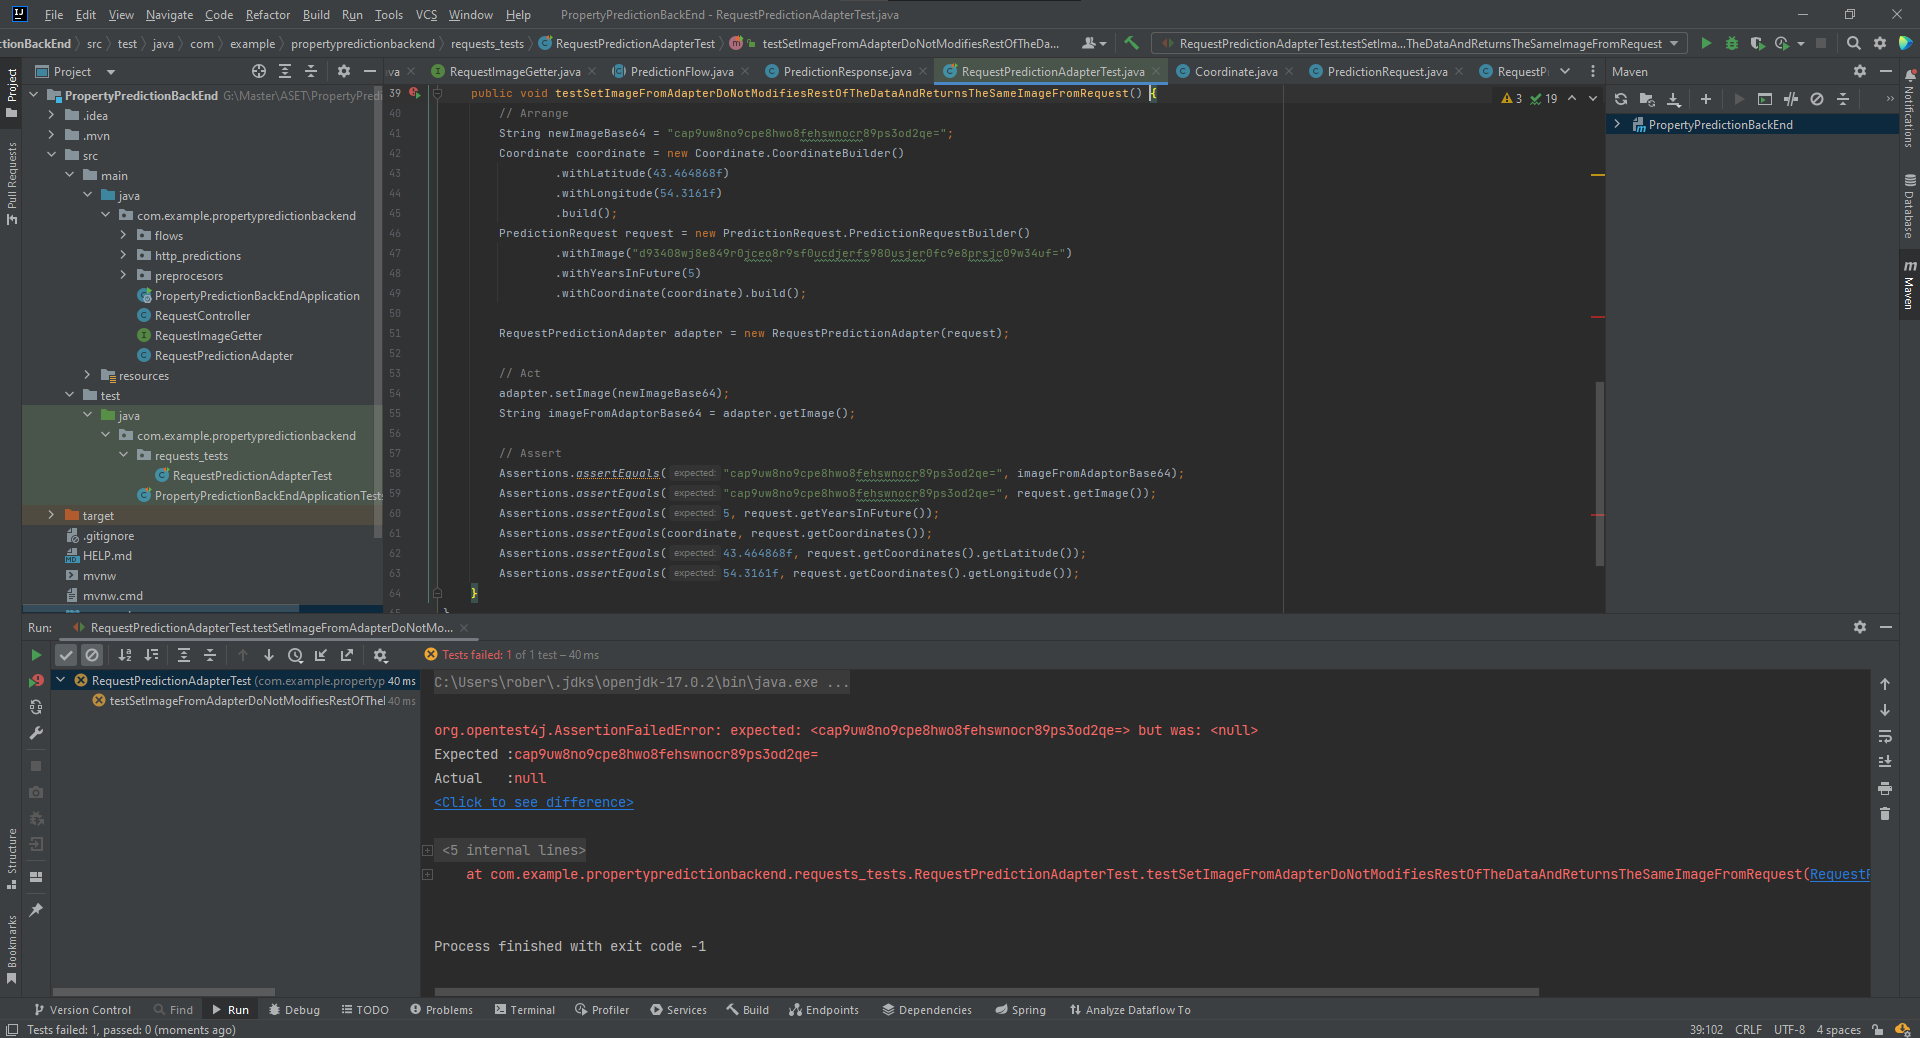 File Edit View Navigate Code Refactor Build Run Tools VCS Window Help PropertyPredictionBackEnd - RequestPredictionAdapterTest.java
ctionBackEnd src test java com example propertypredictionbackend requests_tests RequestPredictionAdapterTest testSetImageFromAdapterDoNotModifiesRestOfTheDa... RequestPredictionAdapterTest.testSetIma...TheDataAndReturnsTheSameImageFromRequest
Project
va RequestImageGetter.java PredictionFlow.java PredictionResponse.java RequestPredictionAdapterTest.java Coordinate.java PredictionRequest.java RequestP
Maven
Project
Pull Requests
Structure
Bookmarks
PropertyPredictionBackEnd G:\Master\ASET\PropertyPredi
.idea
.mvn
src
main
java
com.example.propertypredictionbackend
flows
http_predictions
preprocesors
PropertyPredictionBackEndApplication
RequestController
RequestImageGetter
RequestPredictionAdapter
resources
test
java
com.example.propertypredictionbackend
requests_tests
RequestPredictionAdapterTest
PropertyPredictionBackEndApplicationTests
target
.gitignore
HELP.md
mvnw
mvnw.cmd
39 public void testSetImageFromAdapterDoNotModifiesRestOfTheDataAndReturnsTheSameImageFromRequest() {
40 // Arrange
41 String newImageBase64 = "cap9uw8no9cpe8hwo8fehswnocr89ps3od2qe=";
42 Coordinate coordinate = new Coordinate.CoordinateBuilder()
43 .withLatitude(43.464868f)
44 .withLongitude(54.3161f)
45 .build();
46 PredictionRequest request = new PredictionRequest.PredictionRequestBuilder()
47 .withImage("d93408wj8e849r0jceo8r9sf0ucdjerfs980usjer0fc9e8prsjc09w34uf=")
48 .withYearsInFuture(5)
49 .withCoordinate(coordinate).build();
50
51 RequestPredictionAdapter adapter = new RequestPredictionAdapter(request);
52
53 // Act
54 adapter.setImage(newImageBase64);
55 String imageFromAdaptorBase64 = adapter.getImage();
56
57 // Assert
58 Assertions.assertEquals( expected: "cap9uw8no9cpe8hwo8fehswnocr89ps3od2qe=", imageFromAdaptorBase64);
59 Assertions.assertEquals( expected: "cap9uw8no9cpe8hwo8fehswnocr89ps3od2qe=", request.getImage());
60 Assertions.assertEquals( expected: 5, request.getYearsInFuture());
61 Assertions.assertEquals(coordinate, request.getCoordinates());
62 Assertions.assertEquals( expected: 43.464868f, request.getCoordinates().getLatitude());
63 Assertions.assertEquals( expected: 54.3161f, request.getCoordinates().getLongitude());
64 }
65 }
3 19
PropertyPredictionBackEnd
Notifications
Database
m Maven
Run: RequestPredictionAdapterTest.testSetImageFromAdapterDoNotMo...
Tests failed: 1 of 1 test – 40 ms
RequestPredictionAdapterTest (com.example.propertyp 40 ms
testSetImageFromAdapterDoNotModifiesRestOfTheI 40 ms
C:\Users\rober\.jdks\openjdk-17.0.2\bin\java.exe ...
org.opentest4j.AssertionFailedError: expected: <cap9uw8no9cpe8hwo8fehswnocr89ps3od2qe=> but was: <null>
Expected :cap9uw8no9cpe8hwo8fehswnocr89ps3od2qe=
Actual :null
<Click to see difference>
<5 internal lines>
at com.example.propertypredictionbackend.requests_tests.RequestPredictionAdapterTest.testSetImageFromAdapterDoNotModifiesRestOfTheDataAndReturnsTheSameImageFromRequest(RequestP
Process finished with exit code -1
Version Control Find Run Debug TODO Problems Terminal Profiler Services Build Endpoints Dependencies Spring Analyze Dataflow To
Tests failed: 1, passed: 0 (moments ago) 39:102 CRLF UTF-8 4 spaces